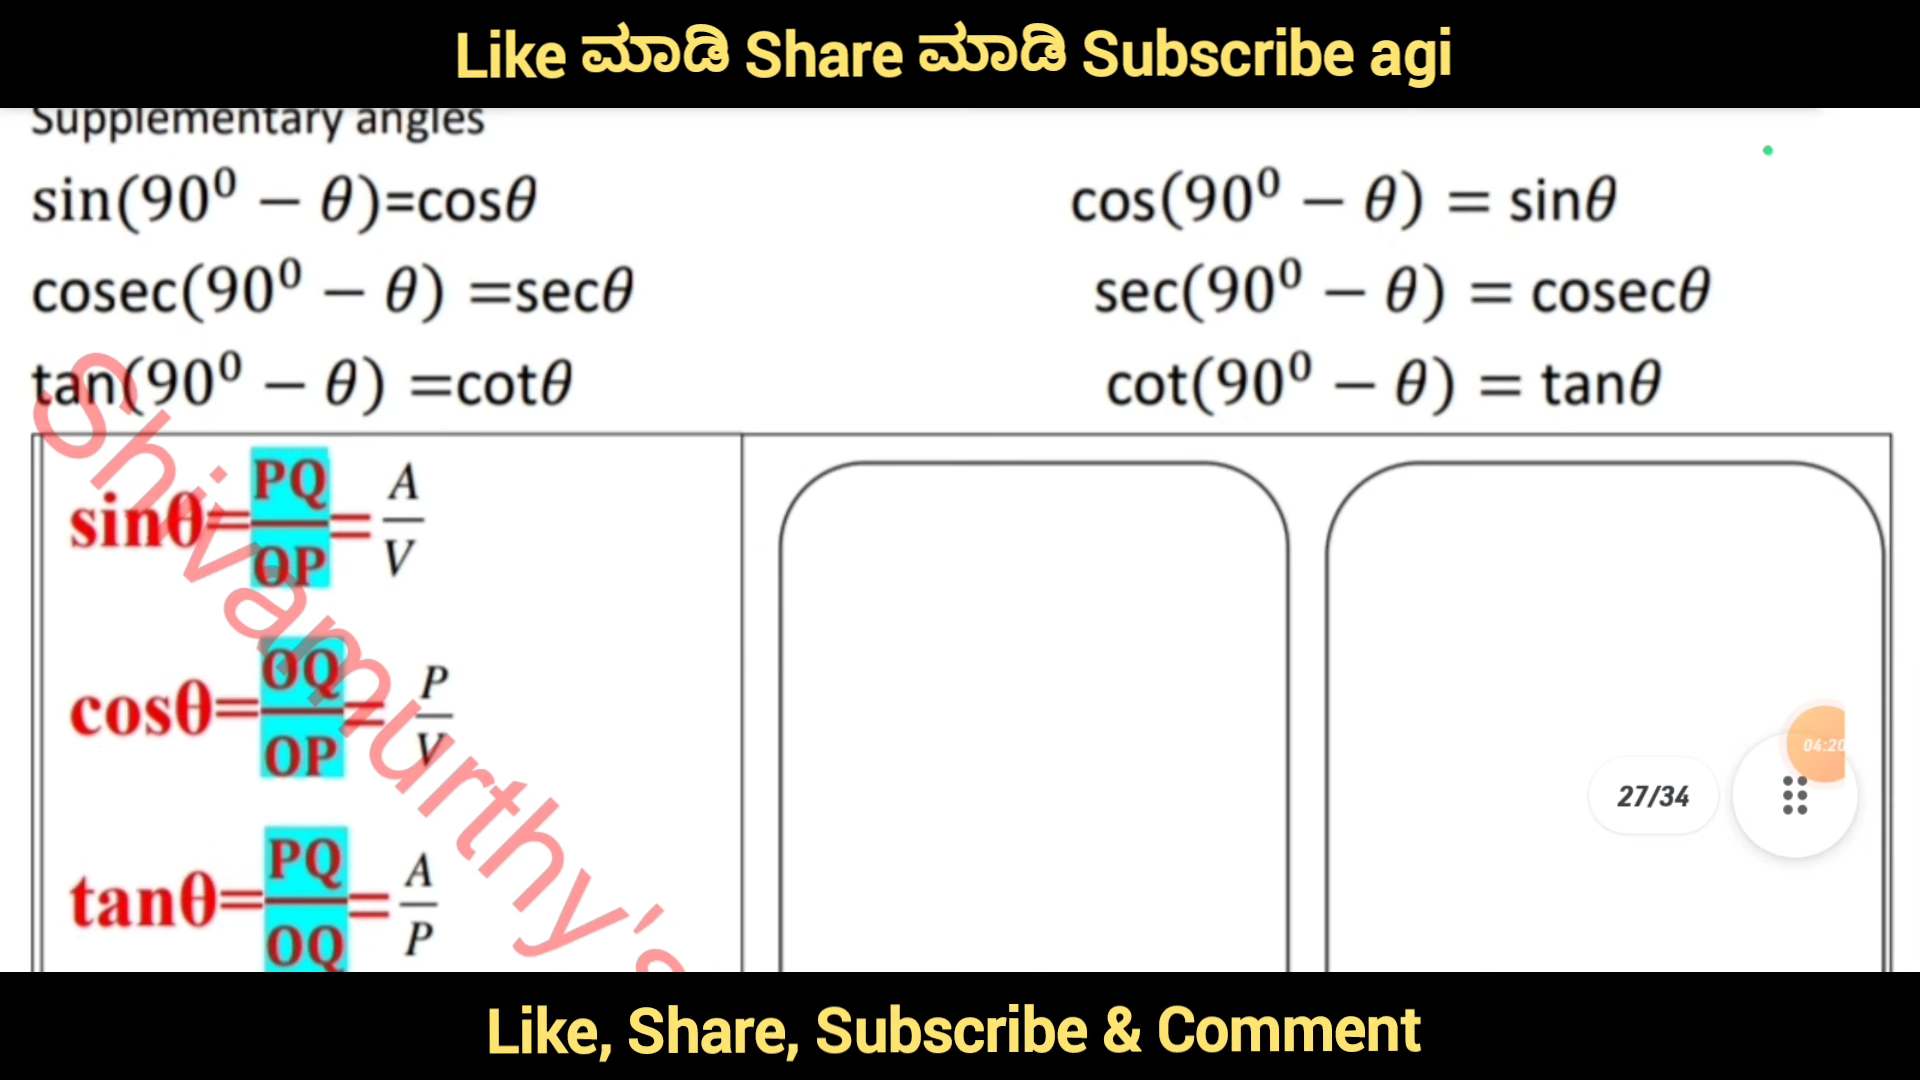 Like ಮಾಡಿ Share ಮಾಡಿ Subscribe agi
Supplementary angles
sin(90⁰ − θ)=cosθ
cos(90⁰ − θ) = sinθ
cosec(90⁰ − θ) =secθ
sec(90⁰ − θ) = cosecθ
tan(90⁰ − θ) =cotθ
cot(90⁰ − θ) = tanθ
sinθ=PQ/OP=A/V
cosθ=OQ/OP=P/V
tanθ=PQ/OQ=A/P
Shivamurthy's
04:20
27/34
Like, Share, Subscribe & Comment